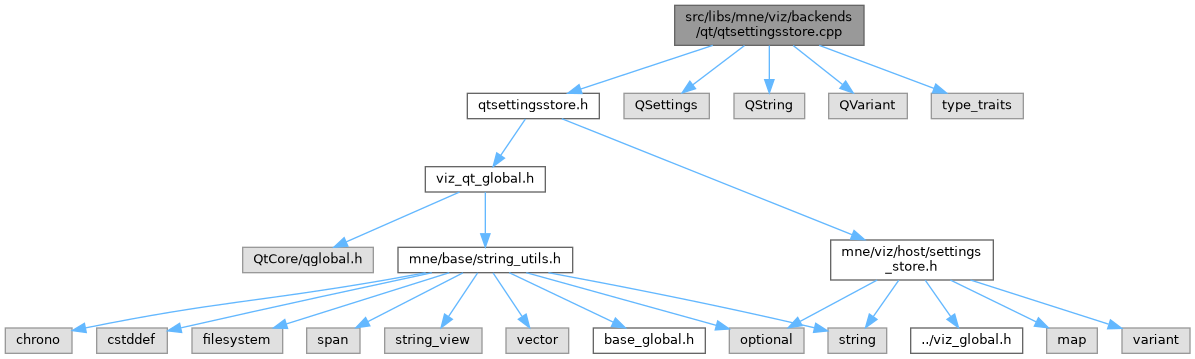 src/libs/mne/viz/backends
/qt/qtsettingsstore.cpp
qtsettingsstore.h
QSettings
QString
QVariant
type_traits
viz_qt_global.h
QtCore/qglobal.h
mne/base/string_utils.h
mne/viz/host/settings
_store.h
chrono
cstddef
filesystem
span
string_view
vector
base_global.h
optional
string
../viz_global.h
map
variant